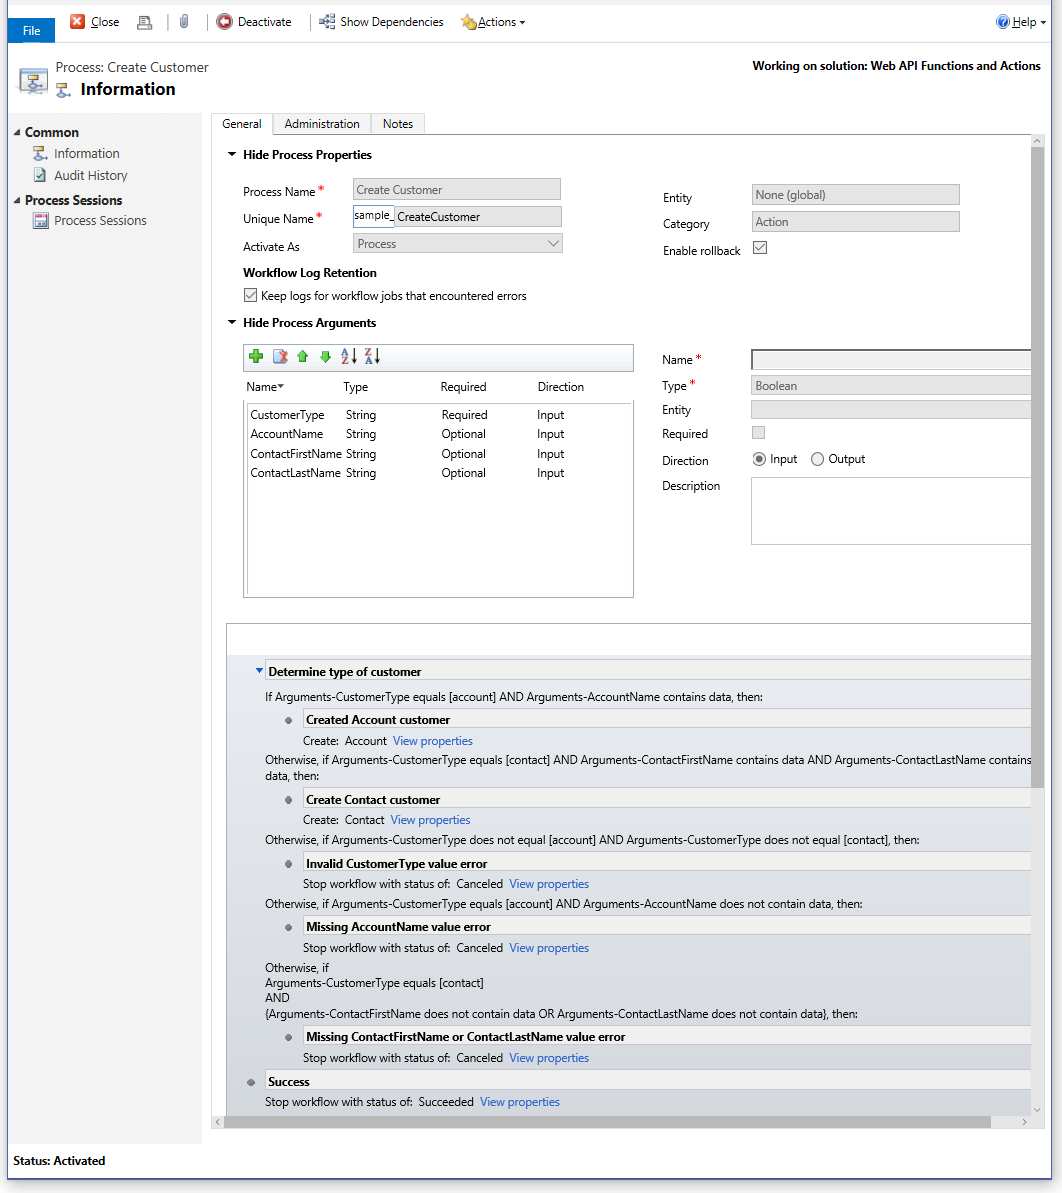 File
Close
Deactivate
Show Dependencies
Actions
Help
Process: Create Customer
Information
Working on solution: Web API Functions and Actions
Common
Information
Audit History
Process Sessions
Process Sessions
General Administration Notes
Hide Process Properties
Process Name * Create Customer
Unique Name * sample_ CreateCustomer
Activate As Process
Entity None (global)
Category Action
Enable rollback
Workflow Log Retention
Keep logs for workflow jobs that encountered errors
Hide Process Arguments
A Z Z A
Name Type Required Direction
CustomerType String Required Input
AccountName String Optional Input
ContactFirstName String Optional Input
ContactLastName String Optional Input
Name *
Type * Boolean
Entity
Required
Direction Input Output
Description
Determine type of customer
If Arguments-CustomerType equals [account] AND Arguments-AccountName contains data, then:
Created Account customer
Create: Account View properties
Otherwise, if Arguments-CustomerType equals [contact] AND Arguments-ContactFirstName contains data AND Arguments-ContactLastName contains
data, then:
Create Contact customer
Create: Contact View properties
Otherwise, if Arguments-CustomerType does not equal [account] AND Arguments-CustomerType does not equal [contact], then:
Invalid CustomerType value error
Stop workflow with status of: Canceled View properties
Otherwise, if Arguments-CustomerType equals [account] AND Arguments-AccountName does not contain data, then:
Missing AccountName value error
Stop workflow with status of: Canceled View properties
Otherwise, if
Arguments-CustomerType equals [contact]
AND
{Arguments-ContactFirstName does not contain data OR Arguments-ContactLastName does not contain data}, then:
Missing ContactFirstName or ContactLastName value error
Stop workflow with status of: Canceled View properties
Success
Stop workflow with status of: Succeeded View properties
Status: Activated